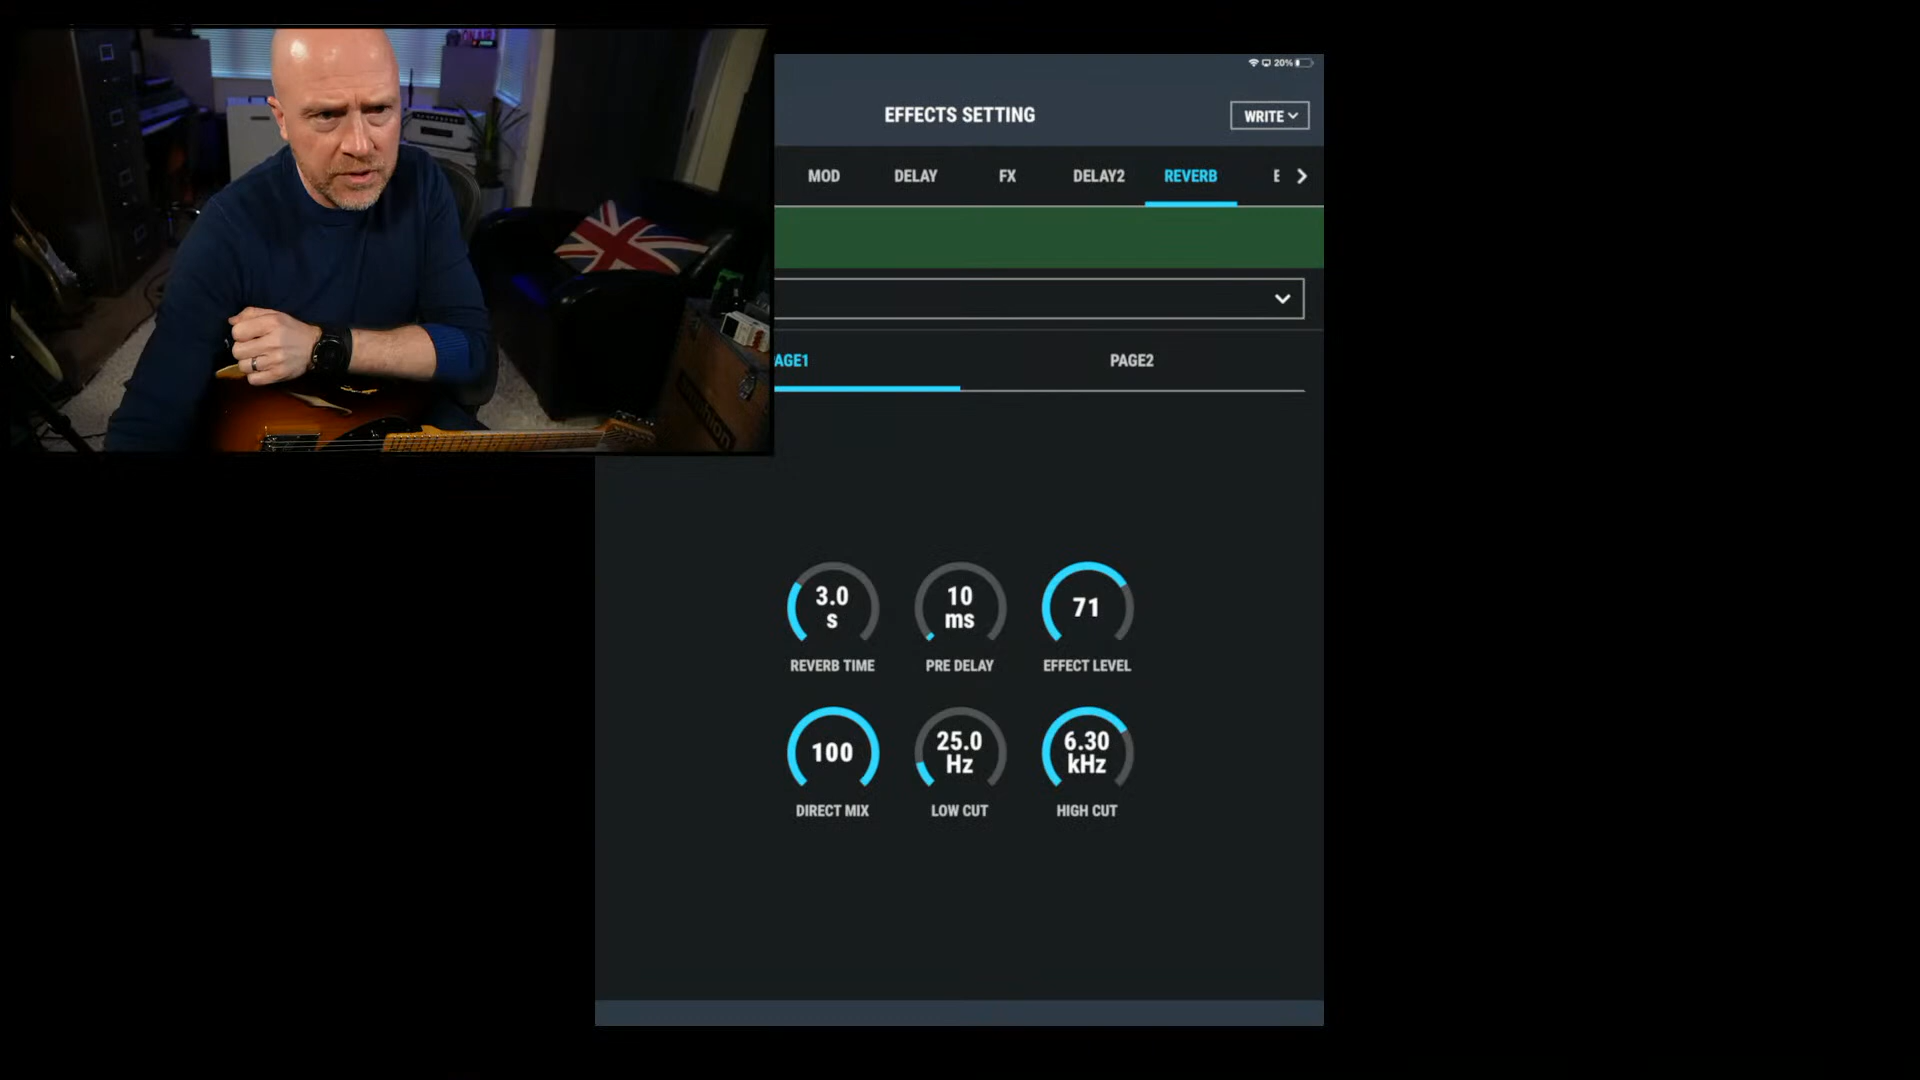 20%
EFFECTS SETTING
WRITE
MOD DELAY FX DELAY2 REVERB
AGE1 PAGE2
3.0 s 10 ms 71
REVERB TIME PRE DELAY EFFECT LEVEL
100 25.0 Hz 6.30 kHz
DIRECT MIX LOW CUT HIGH CUT